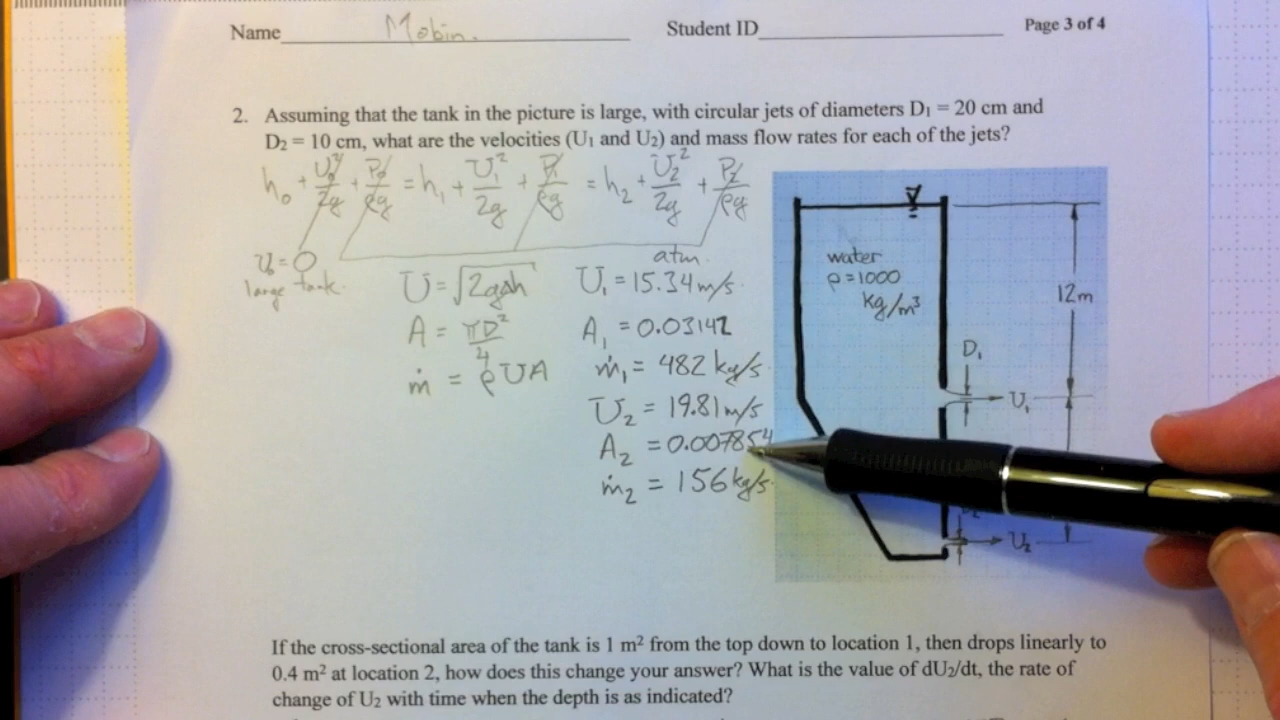 Name Mobin. Student ID Page 3 of 4
2. Assuming that the tank in the picture is large, with circular jets of diameters D₁ = 20 cm and
D₂ = 10 cm, what are the velocities (U₁ and U₂) and mass flow rates for each of the jets?
h₀ + U₀²/2g + P₀/ρg = h₁ + U₁²/2g + P₁/ρg = h₂ + U₂²/2g + P₂/ρg
atm.
U₀ = 0
large tank.
U = √2gΔh U₁ = 15.34 m/s.
A = πD²/4 A₁ = 0.03142
ṁ = ρUA ṁ₁ = 482 kg/s.
U₂ = 19.81 m/s
A₂ = 0.007854
ṁ₂ = 156 kg/s.
water
ρ=1000
kg/m³
12m
D₁
U₁
U₂
If the cross-sectional area of the tank is 1 m² from the top down to location 1, then drops linearly to
0.4 m² at location 2, how does this change your answer? What is the value of dU₂/dt, the rate of
change of U₂ with time when the depth is as indicated?